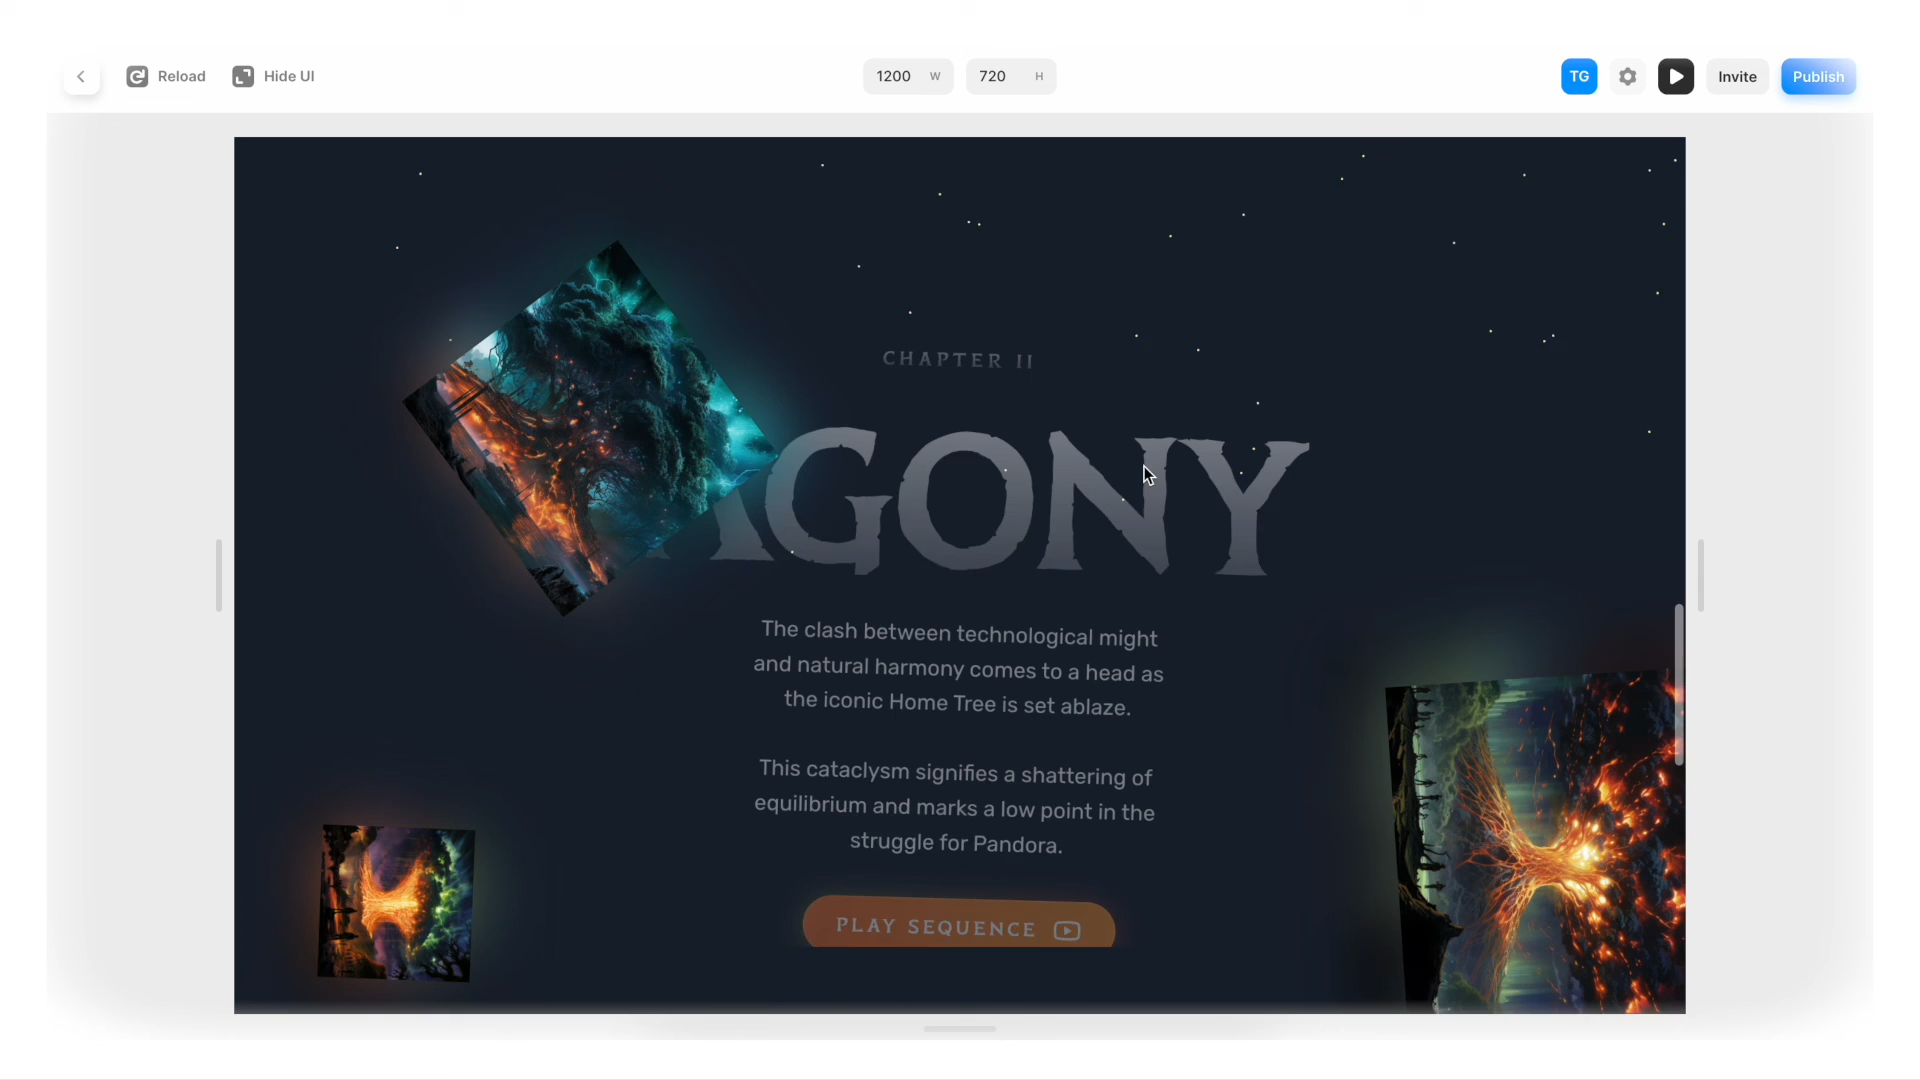 Reload
Hide UI
1200 W
720 H
TG
Invite
Publish
CHAPTER II
AGONY
The clash between technological might
and natural harmony comes to a head as
the iconic Home Tree is set ablaze.
This cataclysm signifies a shattering of
equilibrium and marks a low point in the
struggle for Pandora.
PLAY SEQUENCE